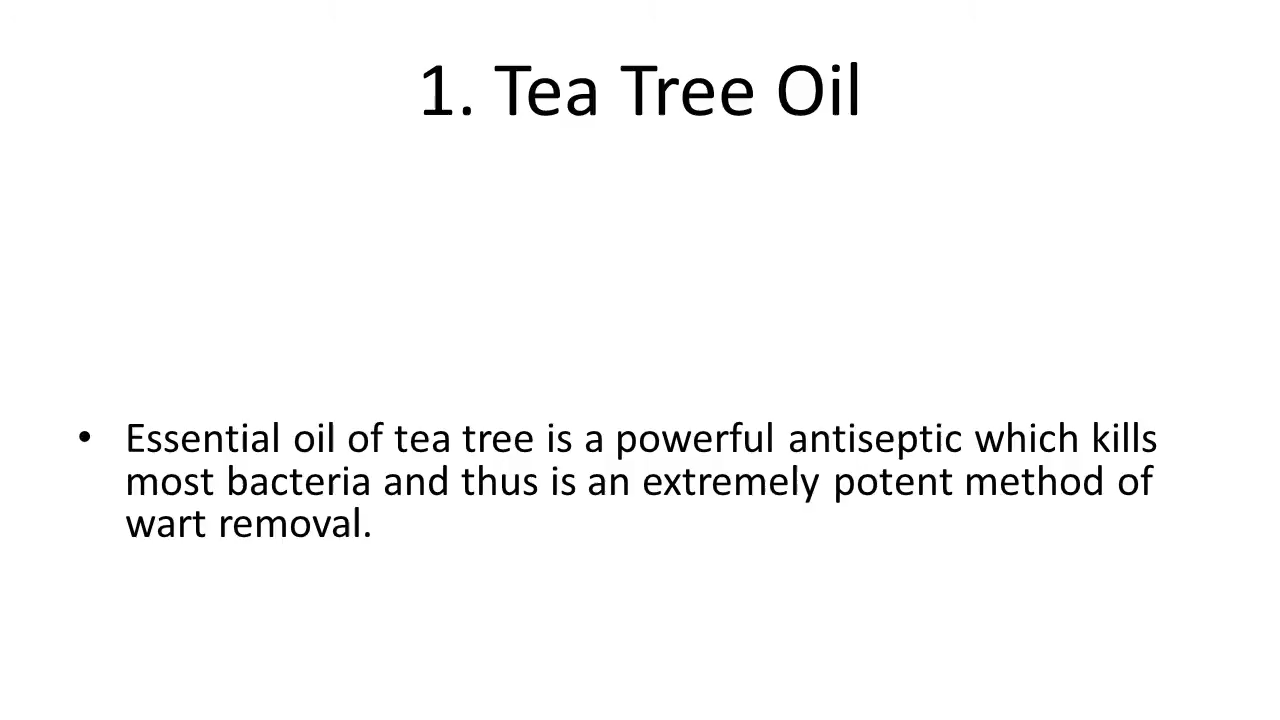 1. Tea Tree Oil
• Essential oil of tea tree is a powerful antiseptic which kills
most bacteria and thus is an extremely potent method of
wart removal.